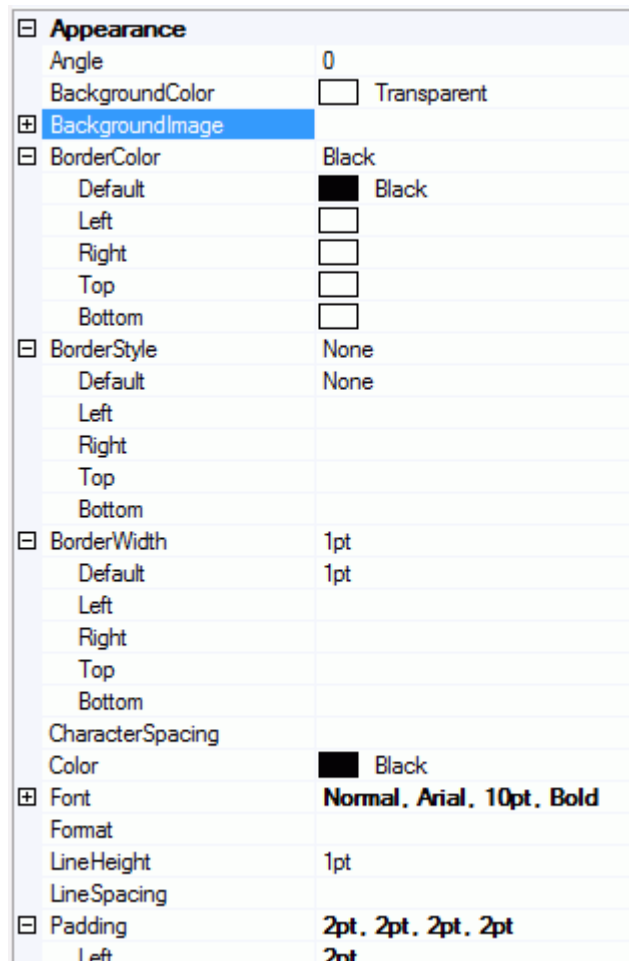 Appearance
Angle 0
BackgroundColor Transparent
BackgroundImage
BorderColor Black
Default Black
Left
Right
Top
Bottom
BorderStyle None
Default None
Left
Right
Top
Bottom
BorderWidth 1pt
Default 1pt
Left
Right
Top
Bottom
CharacterSpacing
Color Black
Font Normal, Arial, 10pt, Bold
Format
LineHeight 1pt
LineSpacing
Padding 2pt, 2pt, 2pt, 2pt
Left 2pt